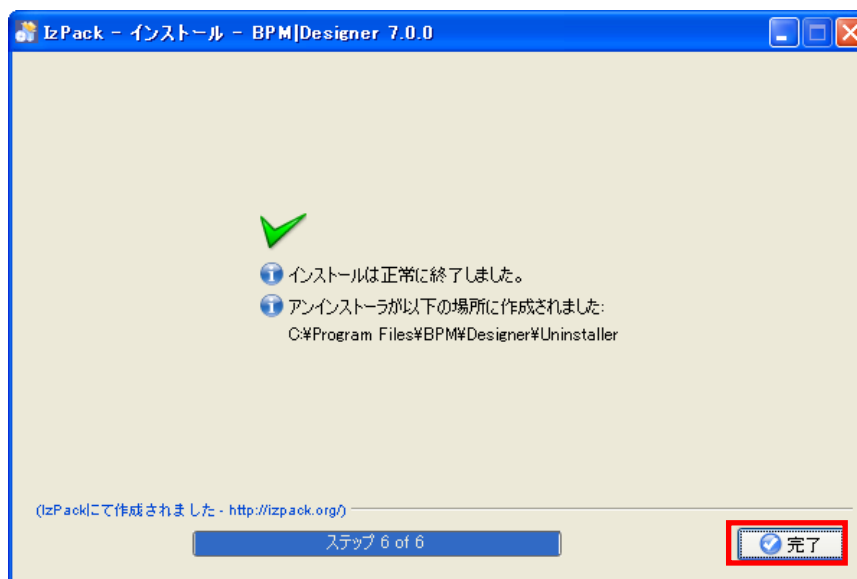 IzPack - インストール - BPM|Designer 7.0.0
インストールは正常に終了しました。
アンインストーラが以下の場所に作成されました:
C:¥Program Files¥BPM¥Designer¥Uninstaller
(IzPackにて作成されました - http://izpack.org/)
ステップ 6 of 6
完了